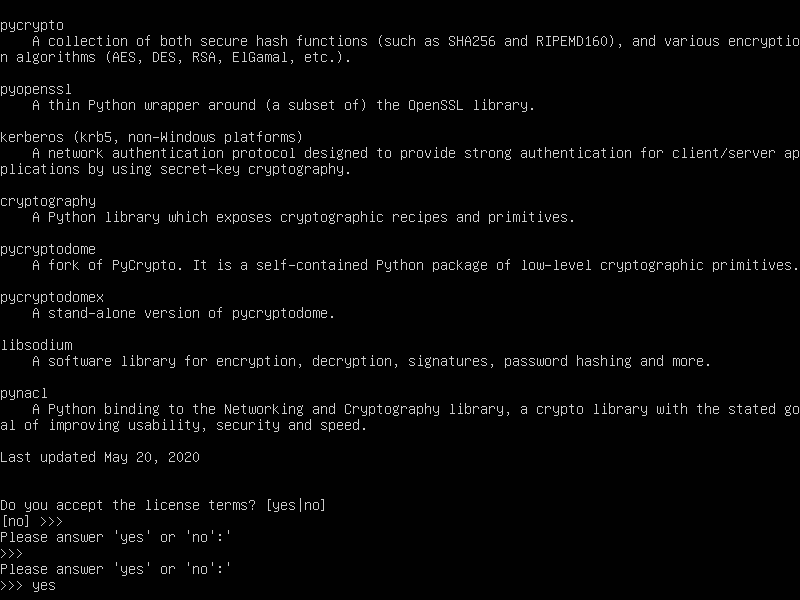 pycrypto
A collection of both secure hash functions (such as SHA256 and RIPEMD160), and various encryptio
n algorithms (AES, DES, RSA, ElGamal, etc.).
pyopenssl
A thin Python wrapper around (a subset of) the OpenSSL library.
kerberos (krb5, non-Windows platforms)
A network authentication protocol designed to provide strong authentication for client/server ap
plications by using secret-key cryptography.
cryptography
A Python library which exposes cryptographic recipes and primitives.
pycryptodome
A fork of PyCrypto. It is a self-contained Python package of low-level cryptographic primitives.
pycryptodomex
A stand-alone version of pycryptodome.
libsodium
A software library for encryption, decryption, signatures, password hashing and more.
pynacl
A Python binding to the Networking and Cryptography library, a crypto library with the stated go
al of improving usability, security and speed.
Last updated May 20, 2020
Do you accept the license terms? [yes|no]
[no] >>>
Please answer 'yes' or 'no':'
>>>
Please answer 'yes' or 'no':'
>>> yes